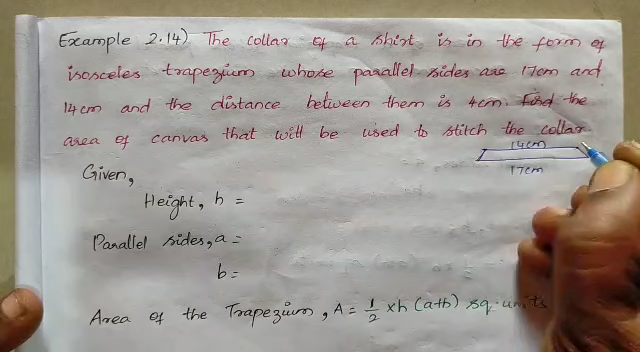 Example 2.14) The collar of a shirt is in the form of
isosceles trapezium whose parallel sides are 17cm and
14cm and the distance between them is 4cm. Find the
area of canvas that will be used to stitch the collar
14cm
17cm
Given,
Height, h =
Parallel sides, a =
b =
Area of the Trapezium, A = 1/2 x h (a+b) sq. units